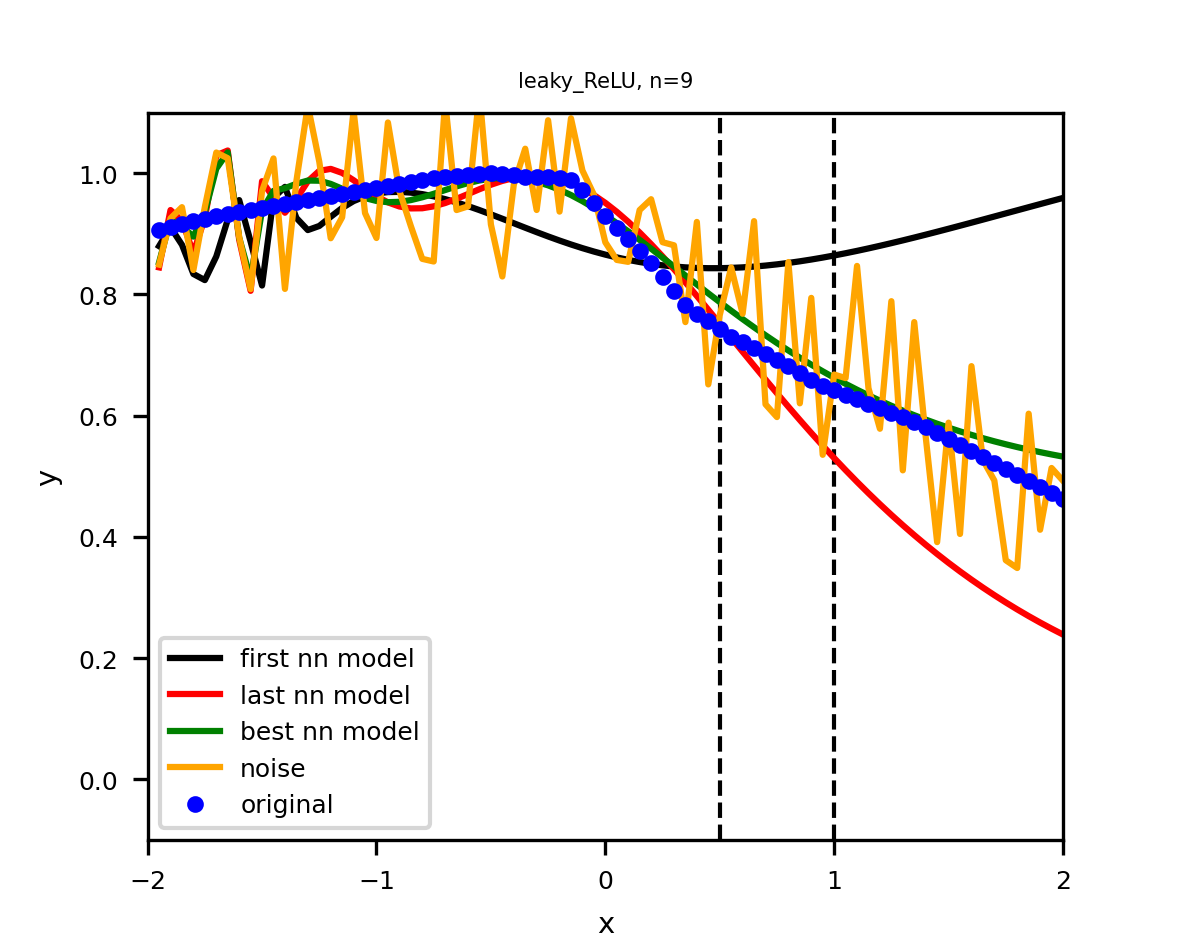 leaky_ReLU, n=9
1.0
0.8
0.6
0.4
0.2
0.0
y
first nn model
last nn model
best nn model
noise
original
−2
−1
0
1
2
x